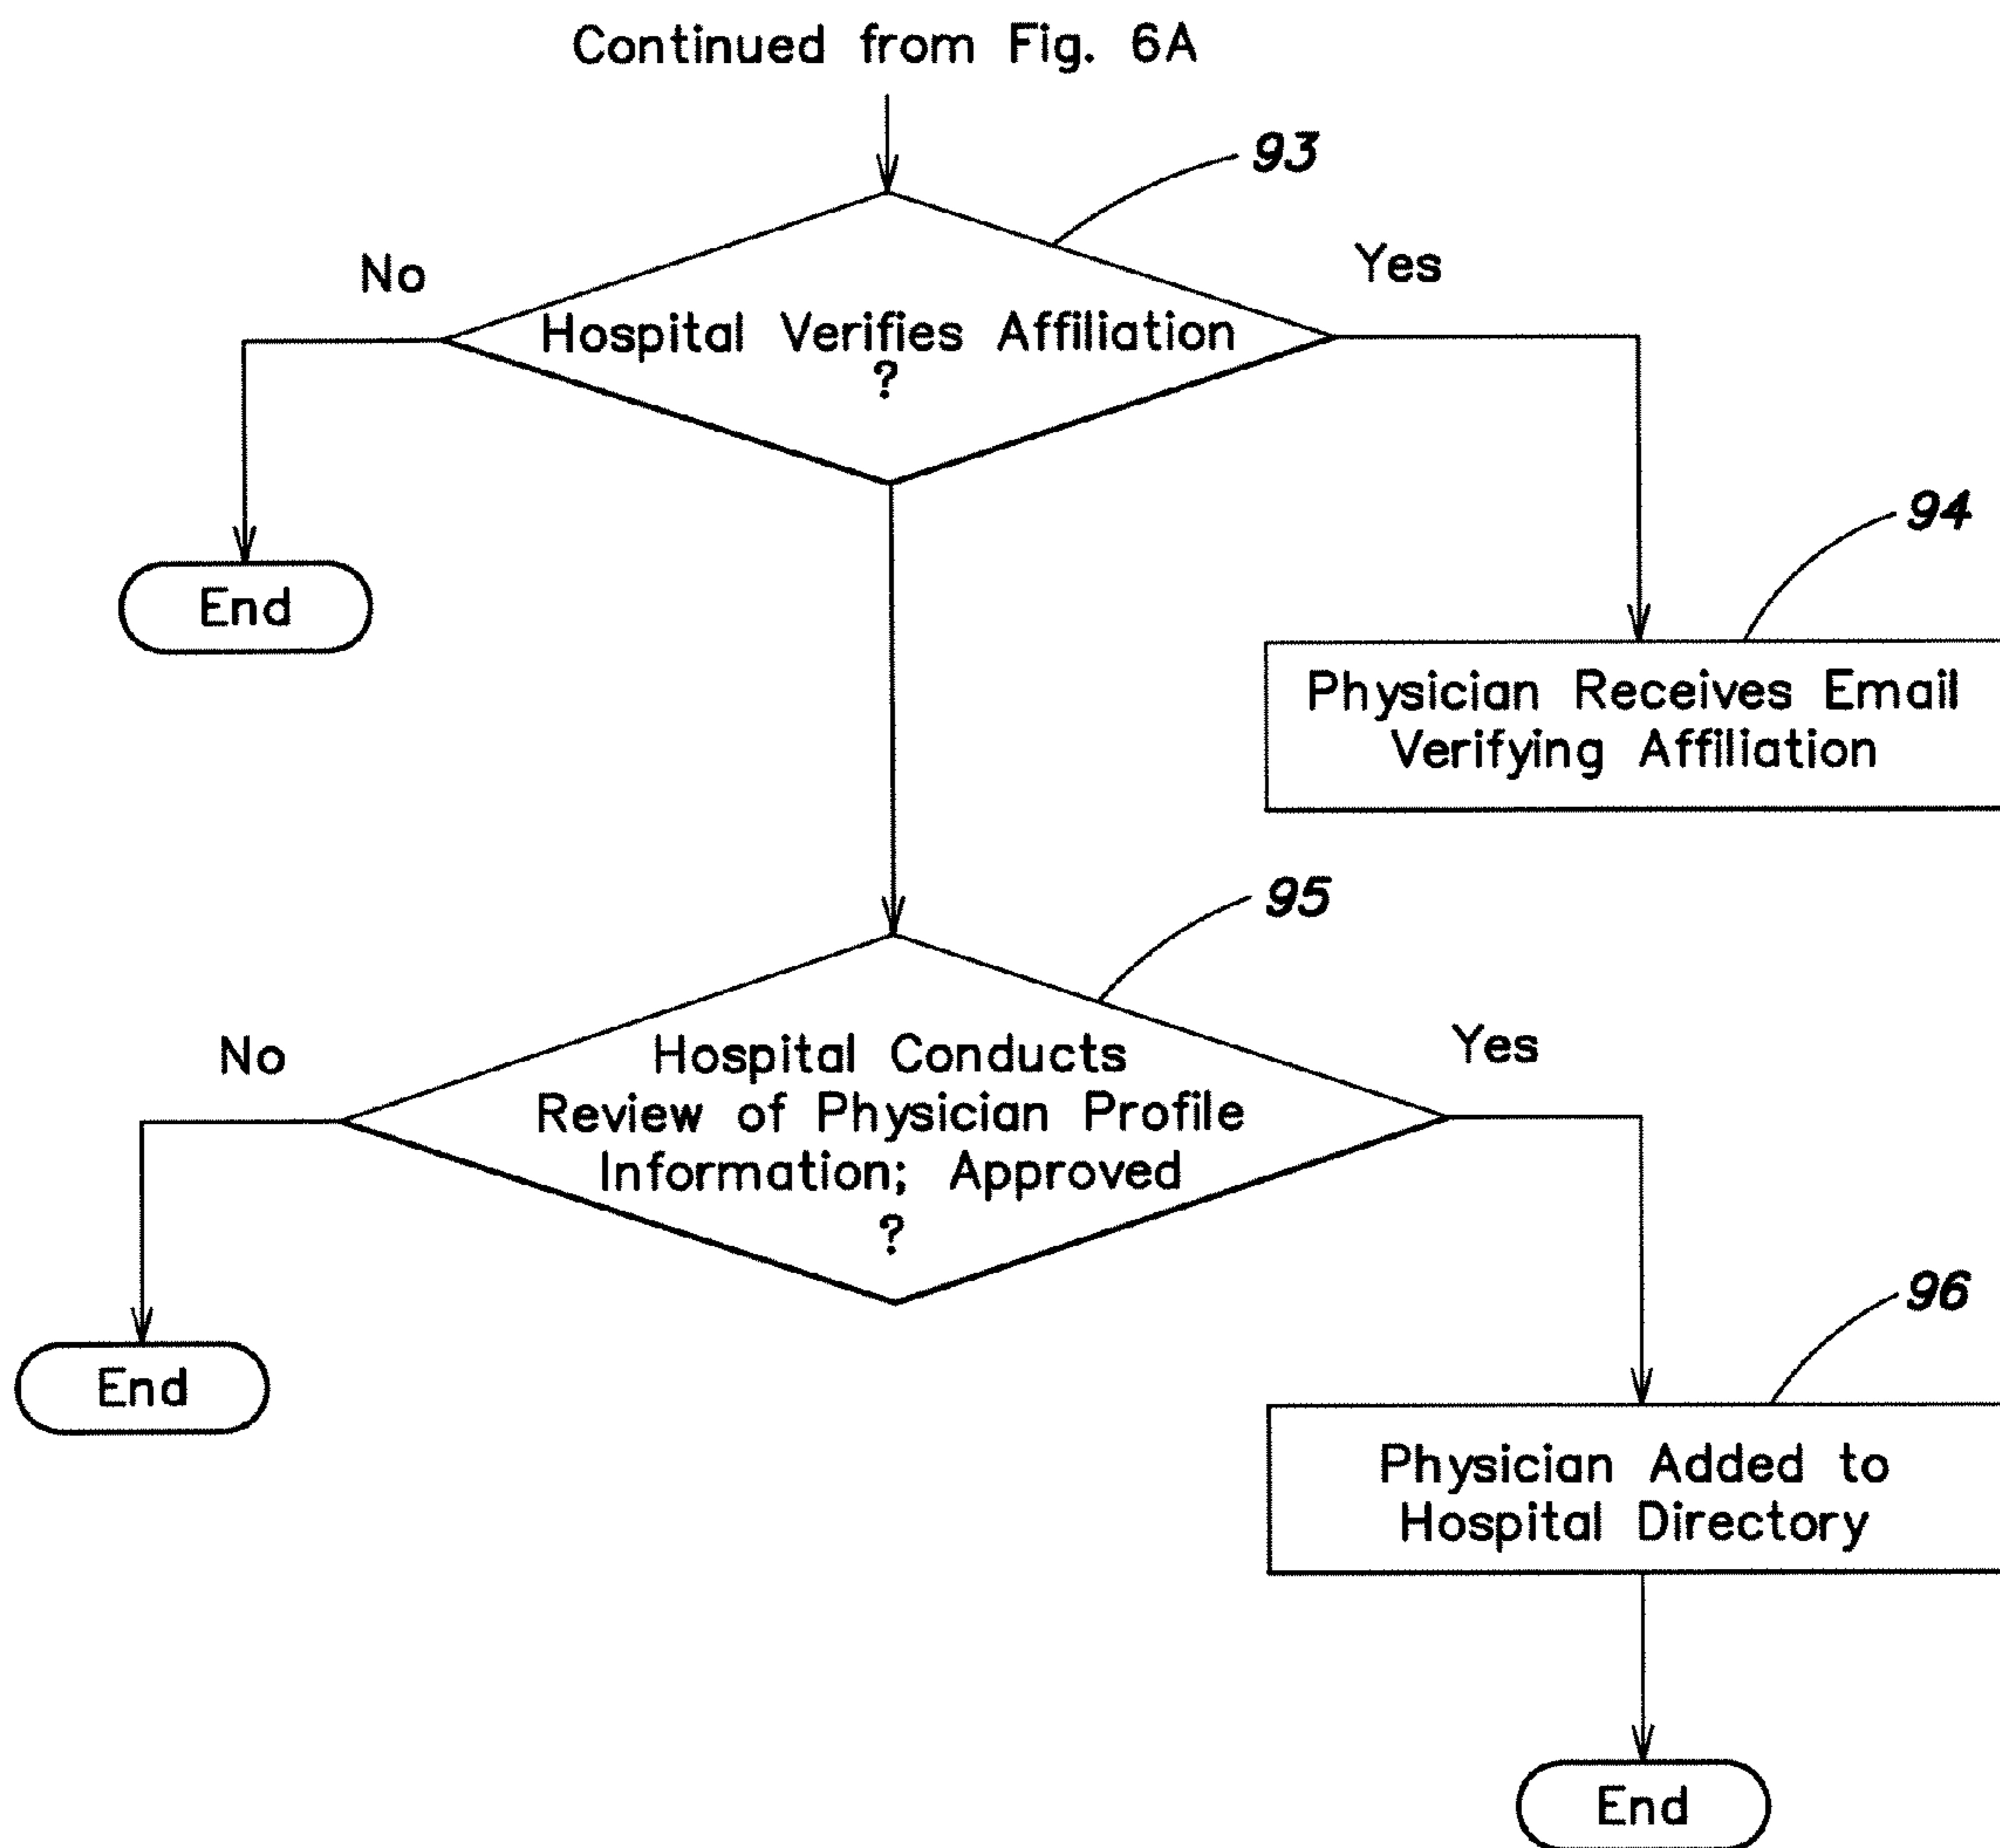 Continued from Fig. 6A
93
No
Yes
Hospital Verifies Affiliation
?
94
End
Physician Receives Email
Verifying Affiliation
95
No
Yes
Hospital Conducts
Review of Physician Profile
Information; Approved
?
96
End
Physician Added to
Hospital Directory
End